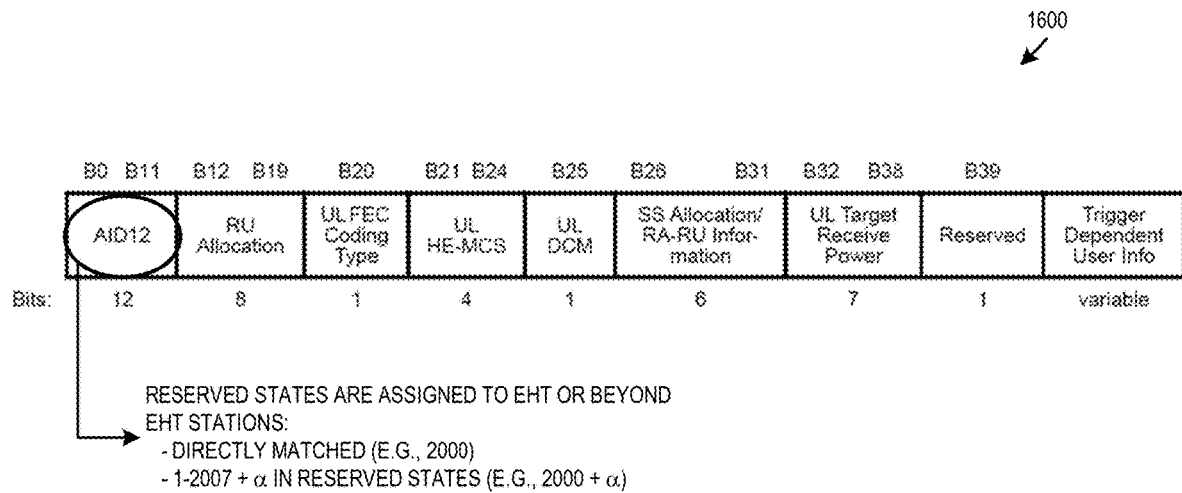 1600
B0 B11 B12 B19 B20 B21 B24 B25 B26 B31 B32 B38 B39
AID12
RU
Allocation
UL FEC
Coding
Type
UL
HE-MCS
UL
DCM
SS Allocation/
RA-RU Infor-
mation
UL Target
Receive
Power
Reserved
Trigger
Dependent
User Info
Bits: 12 8 1 4 1 6 7 1 variable
RESERVED STATES ARE ASSIGNED TO EHT OR BEYOND
EHT STATIONS:
- DIRECTLY MATCHED (E.G., 2000)
- 1-2007 + α IN RESERVED STATES (E.G., 2000 + α)